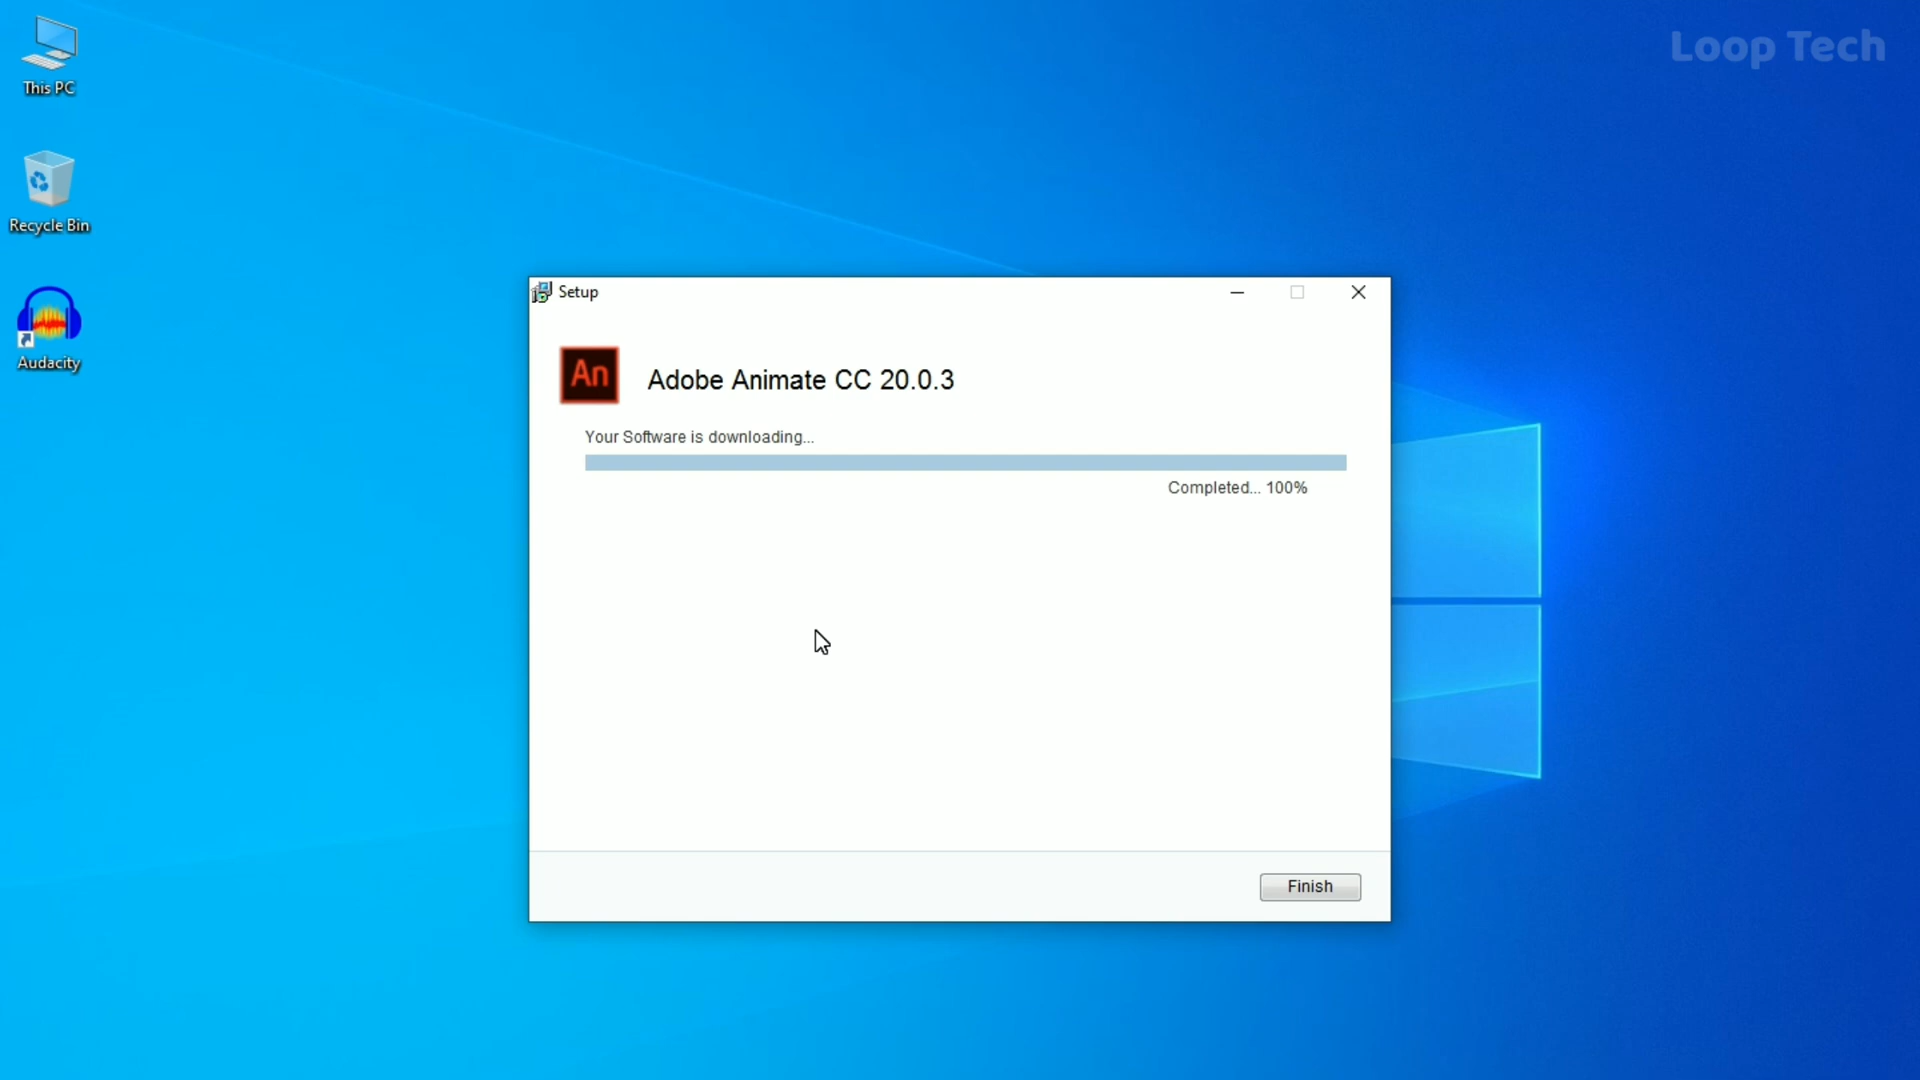 Loop Tech
This PC
Recycle Bin
Audacity
Setup
An
Adobe Animate CC 20.0.3
Your Software is downloading...
Completed... 100%
Finish